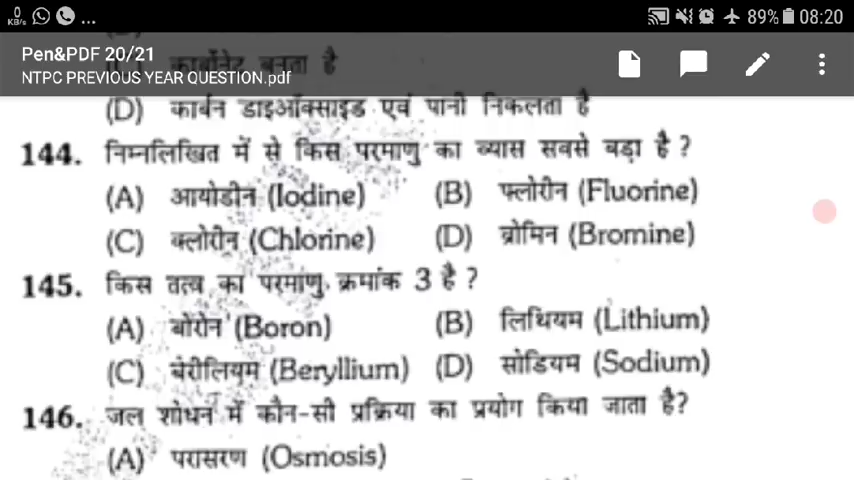 0 KB/s ... 89% 08:20
Pen&PDF 20/21
NTPC PREVIOUS YEAR QUESTION.pdf
कार्बोनेट बनता है
(D) कार्बन डाइऑक्साइड एवं पानी निकलता है
144. निम्नलिखित में से किस परमाणु का व्यास सबसे बड़ा है ?
(A) आयोडीन (Iodine) (B) फ्लोरीन (Fluorine)
(C) क्लोरीन (Chlorine) (D) ब्रोमिन (Bromine)
145. किस तत्व का परमाणु क्रमांक 3 है ?
(A) बोरोन (Boron) (B) लिथियम (Lithium)
(C) बेरीलियम (Beryllium) (D) सोडियम (Sodium)
146. जल शोधन में कौन-सी प्रक्रिया का प्रयोग किया जाता है?
(A) परासरण (Osmosis)